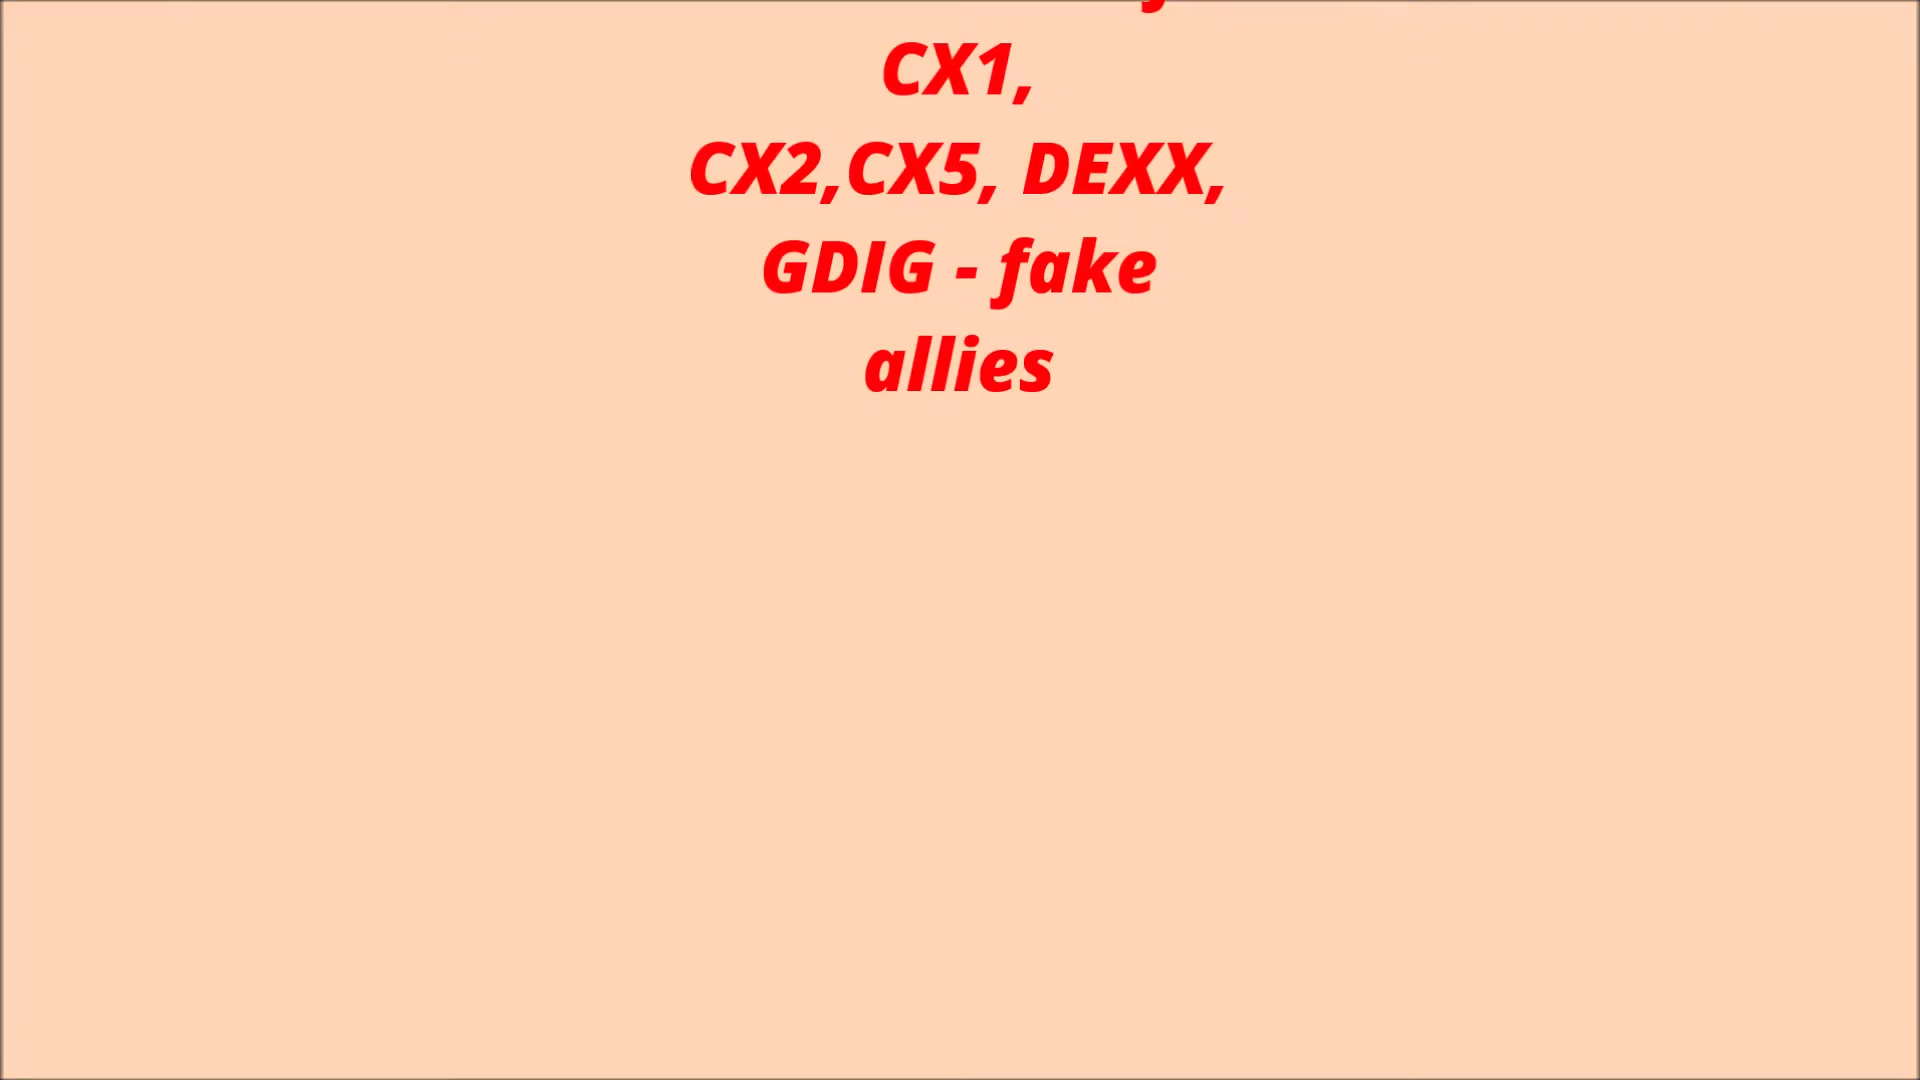 CX1,
CX2,CX5, DEXX,
GDIG - fake
allies